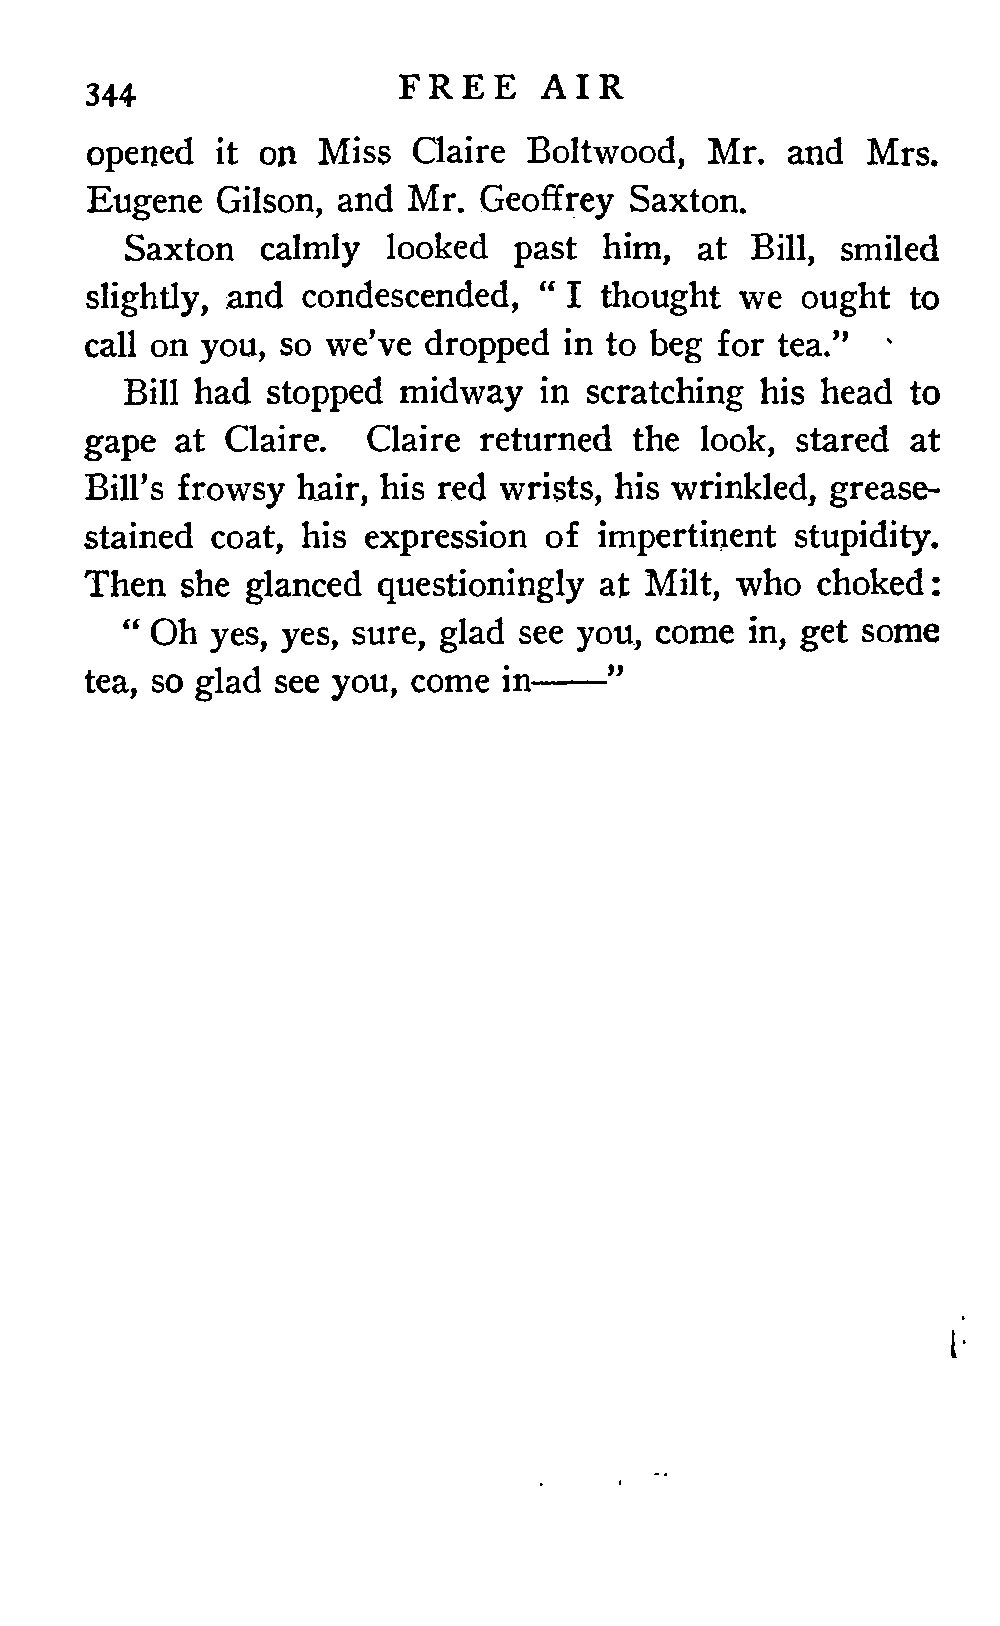 344 FREE AIR
opened it on Miss Claire Boltwood, Mr. and Mrs.
Eugene Gilson, and Mr. Geoffrey Saxton.
Saxton calmly looked past him, at Bill, smiled
slightly, and condescended, “ I thought we ought to
call on you, so we’ve dropped in to beg for tea.”
Bill had stopped midway in scratching his head to
gape at Claire. Claire returned the look, stared at
Bill’s frowsy hair, his red wrists, his wrinkled, grease-
stained coat, his expression of impertinent stupidity.
Then she glanced questioningly at Milt, who choked:
“ Oh yes, yes, sure, glad see you, come in, get some
tea, so glad see you, come in——”